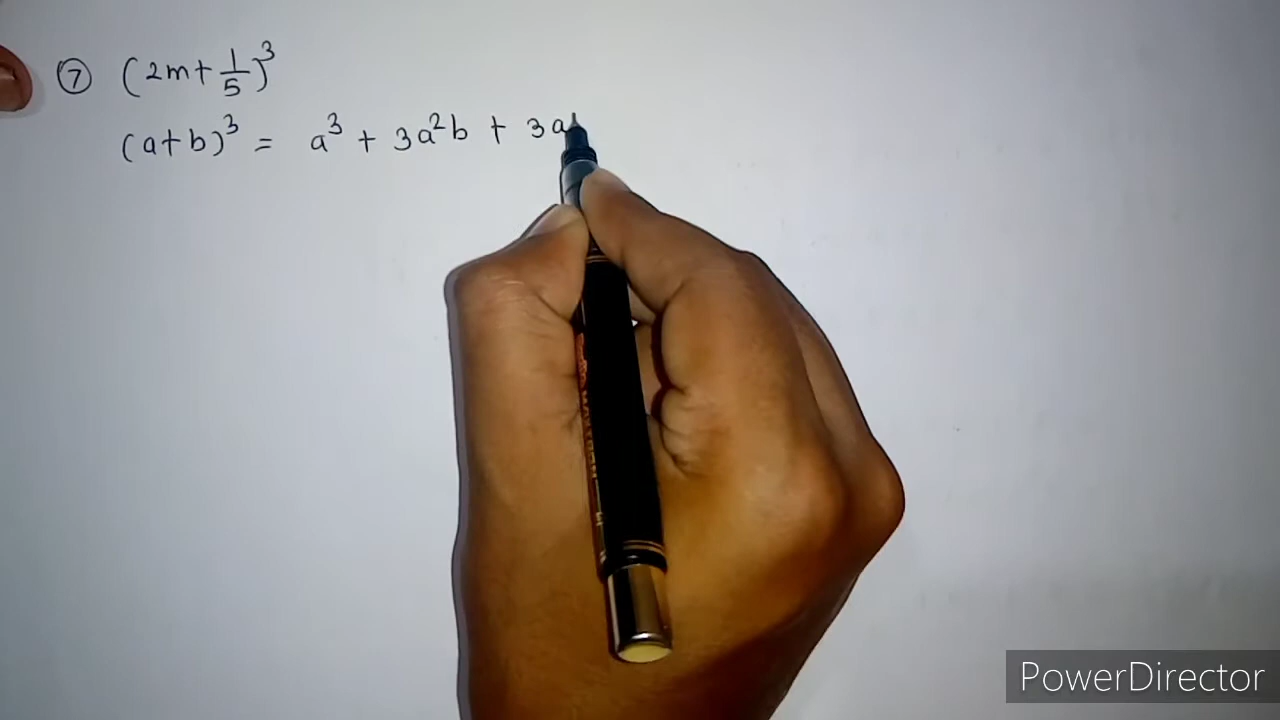 ⑦ (2m+1/5)³
(a+b)³ = a³ + 3a²b + 3a
PowerDirector